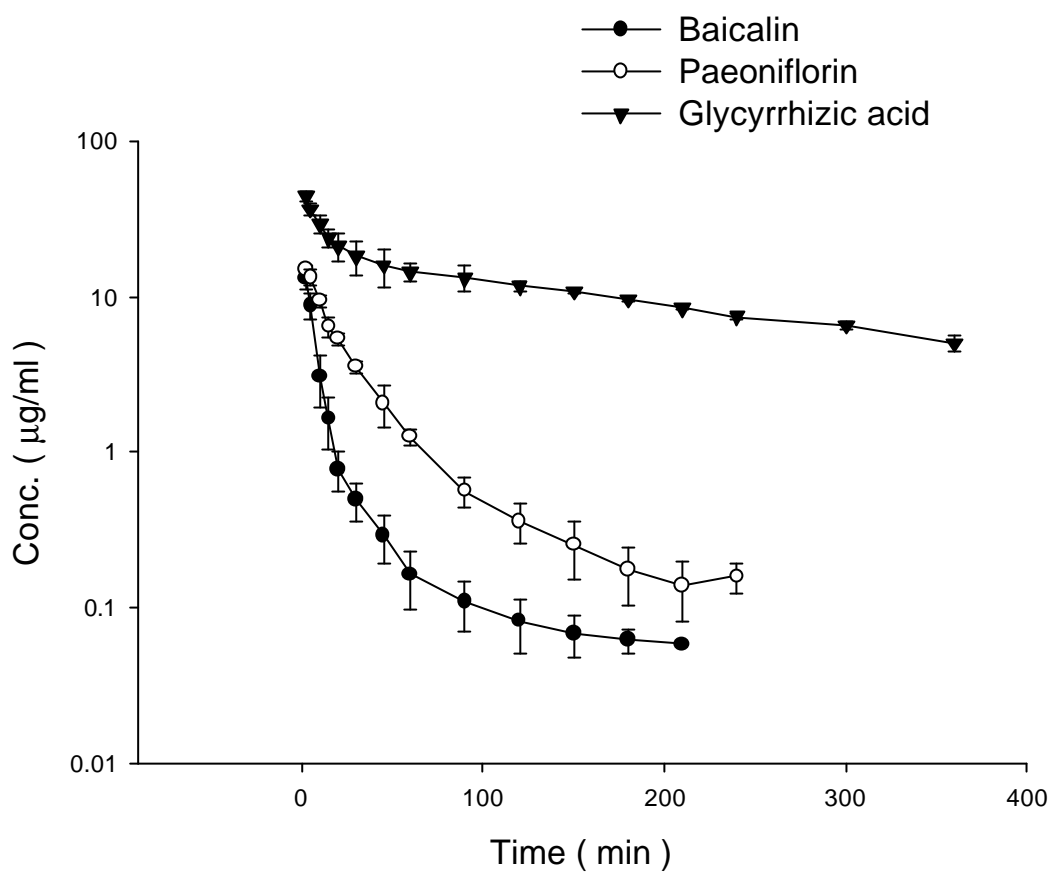 Baicalin
Paeoniflorin
Glycyrrhizic acid
100
10
1
0.1
0.01
Conc. ( μg/ml )
0
100
200
300
400
Time ( min )